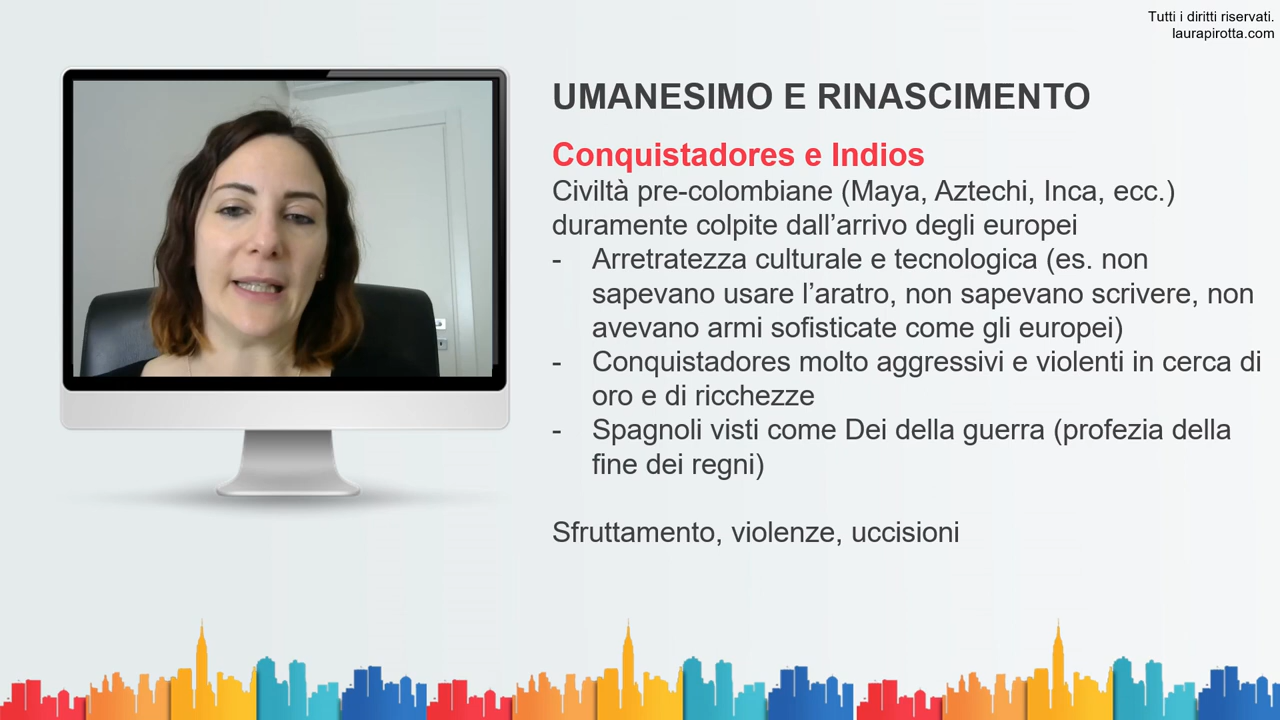 Tutti i diritti riservati.
laurapirotta.com
UMANESIMO E RINASCIMENTO
Conquistadores e Indios
Civiltà pre-colombiane (Maya, Aztechi, Inca, ecc.)
duramente colpite dall’arrivo degli europei
- Arretratezza culturale e tecnologica (es. non
sapevano usare l’aratro, non sapevano scrivere, non
avevano armi sofisticate come gli europei)
- Conquistadores molto aggressivi e violenti in cerca di
oro e di ricchezze
- Spagnoli visti come Dei della guerra (profezia della
fine dei regni)
Sfruttamento, violenze, uccisioni